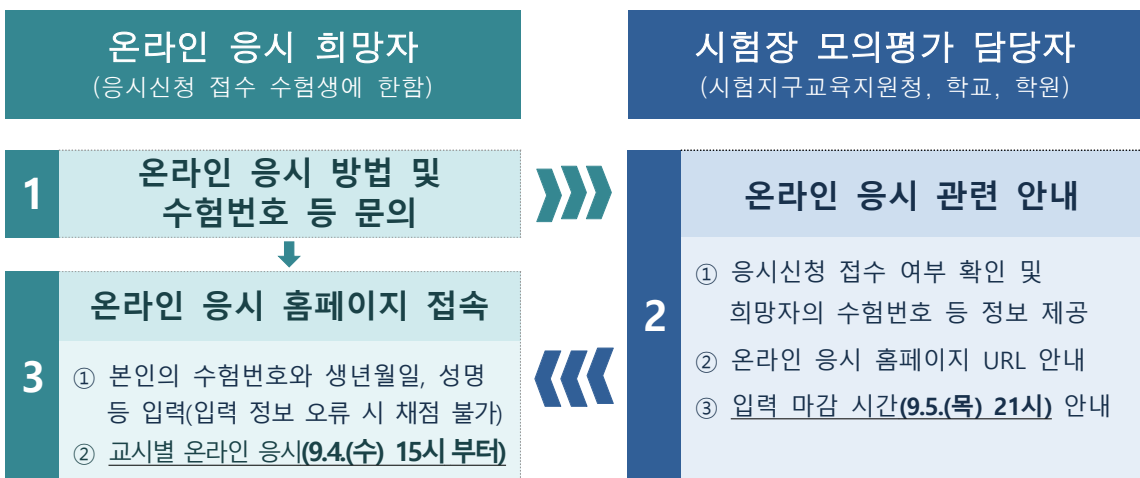 온라인 응시 희망자
(응시신청 접수 수험생에 한함)
시험장 모의평가 담당자
(시험지구교육지원청, 학교, 학원)
1
온라인 응시 방법 및
수험번호 등 문의
2
온라인 응시 관련 안내
① 응시신청 접수 여부 확인 및
희망자의 수험번호 등 정보 제공
② 온라인 응시 홈페이지 URL 안내
③ 입력 마감 시간(9.5.(목) 21시) 안내
3
온라인 응시 홈페이지 접속
① 본인의 수험번호와 생년월일, 성명
등 입력(입력 정보 오류 시 채점 불가)
② 교시별 온라인 응시(9.4.(수) 15시 부터)